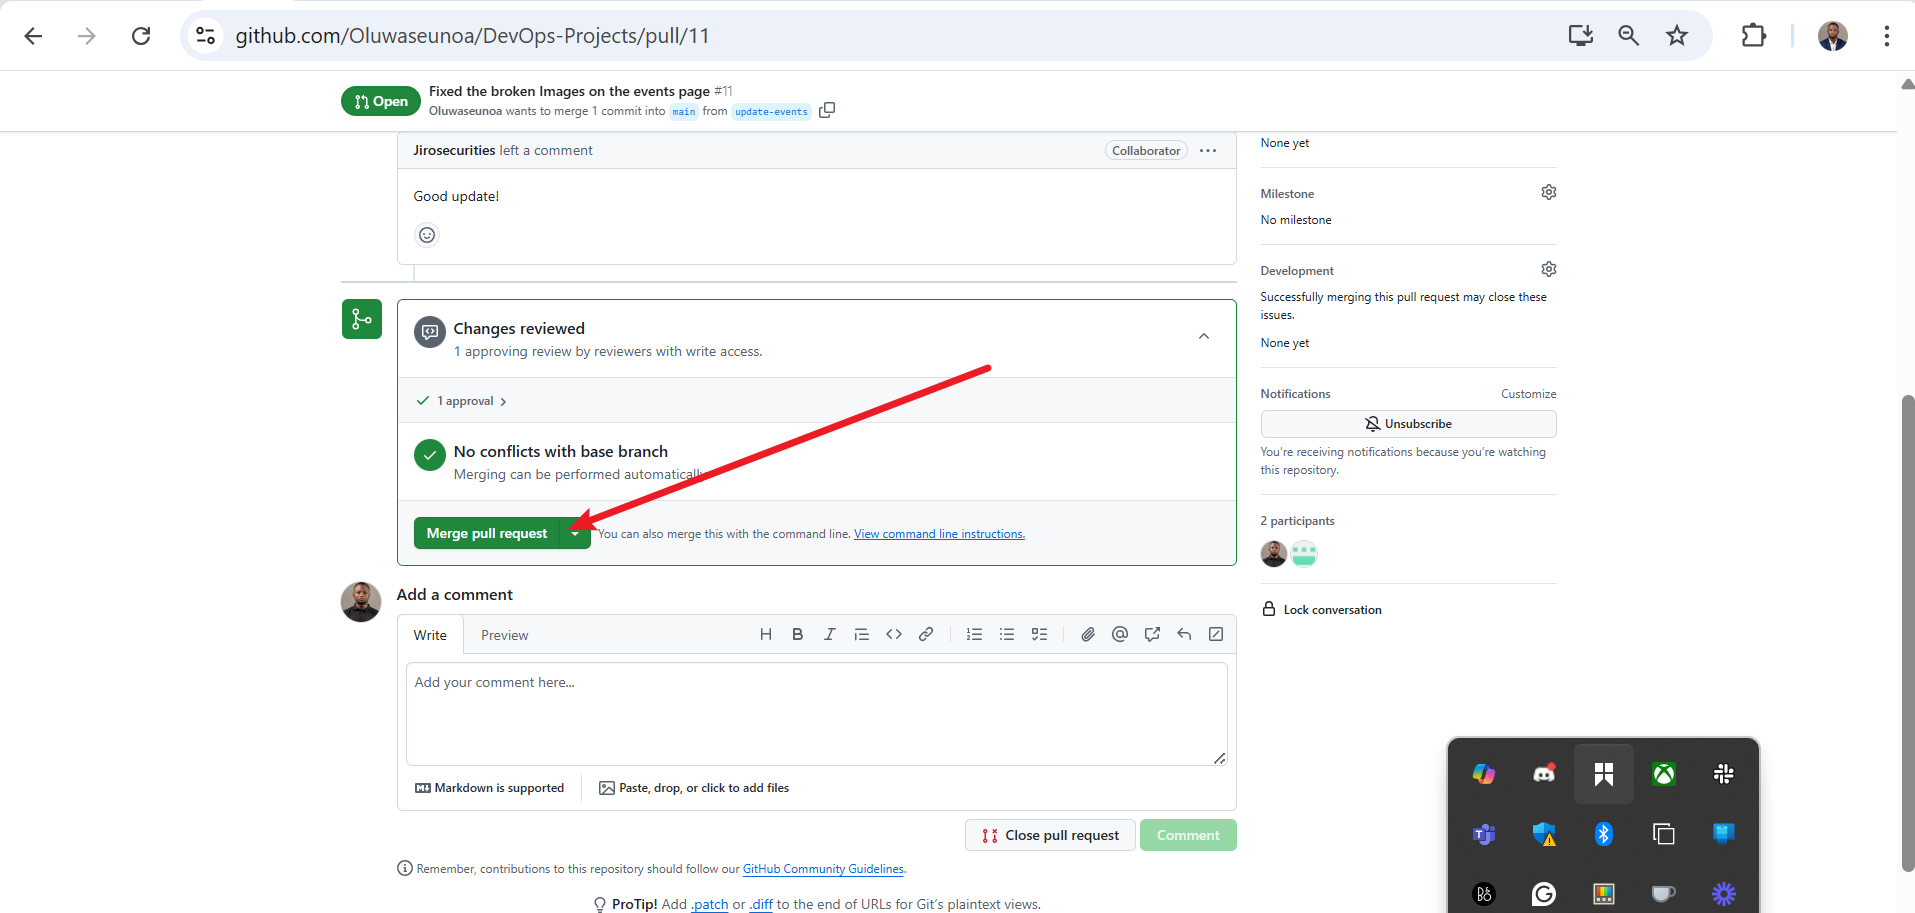 github.com/Oluwaseunoa/DevOps-Projects/pull/11
Open
Fixed the broken Images on the events page #11
Oluwaseunoa wants to merge 1 commit into main from update-events
Jirosecurities left a comment
Collaborator
Good update!
Changes reviewed
1 approving review by reviewers with write access.
1 approval
No conflicts with base branch
Merging can be performed automatically
Merge pull request
You can also merge this with the command line. View command line instructions.
Add a comment
Write
Preview
Add your comment here...
Markdown is supported
Paste, drop, or click to add files
Close pull request
Comment
Remember, contributions to this repository should follow our GitHub Community Guidelines.
ProTip! Add .patch or .diff to the end of URLs for Git's plaintext views.
None yet
Milestone
No milestone
Development
Successfully merging this pull request may close these
issues.
None yet
Notifications
Customize
Unsubscribe
You're receiving notifications because you're watching
this repository.
2 participants
Lock conversation